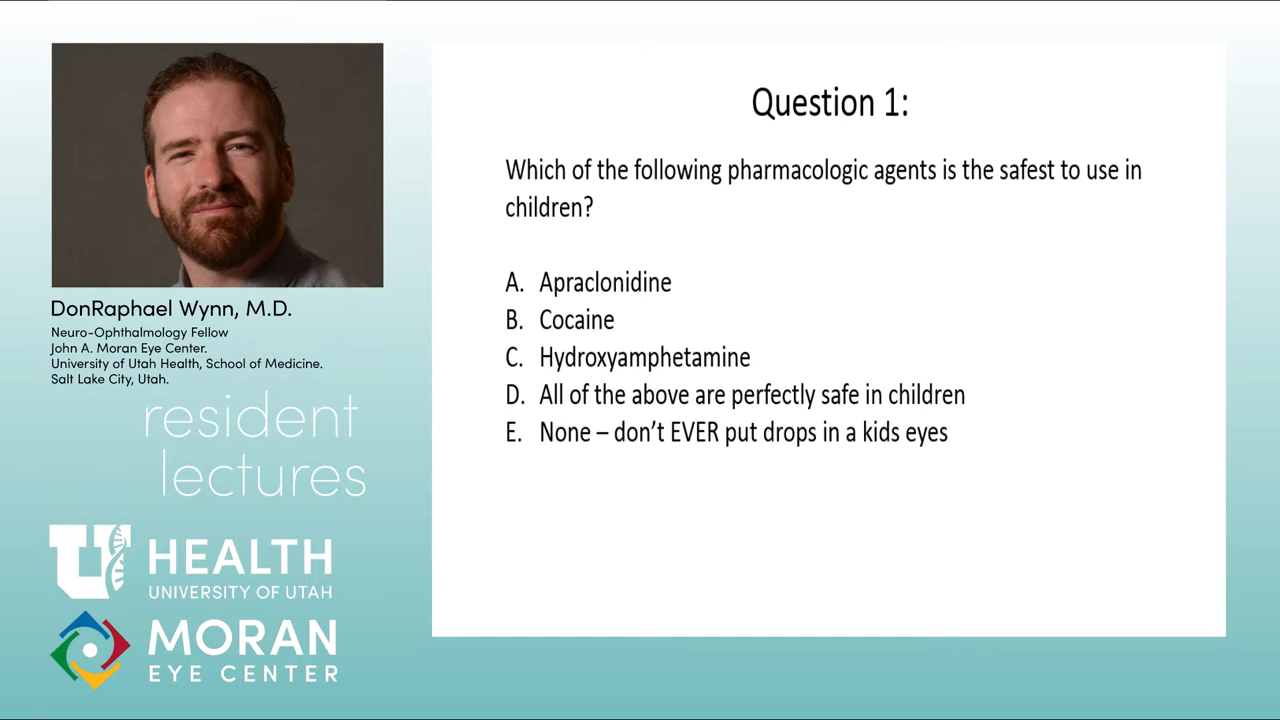 DonRaphael Wynn, M.D.
Neuro-Ophthalmology Fellow
John A. Moran Eye Center.
University of Utah Health, School of Medicine.
Salt Lake City, Utah.
resident
lectures
U HEALTH
UNIVERSITY OF UTAH
MORAN
EYE CENTER
Question 1:
Which of the following pharmacologic agents is the safest to use in
children?
A. Apraclonidine
B. Cocaine
C. Hydroxyamphetamine
D. All of the above are perfectly safe in children
E. None – don’t EVER put drops in a kids eyes